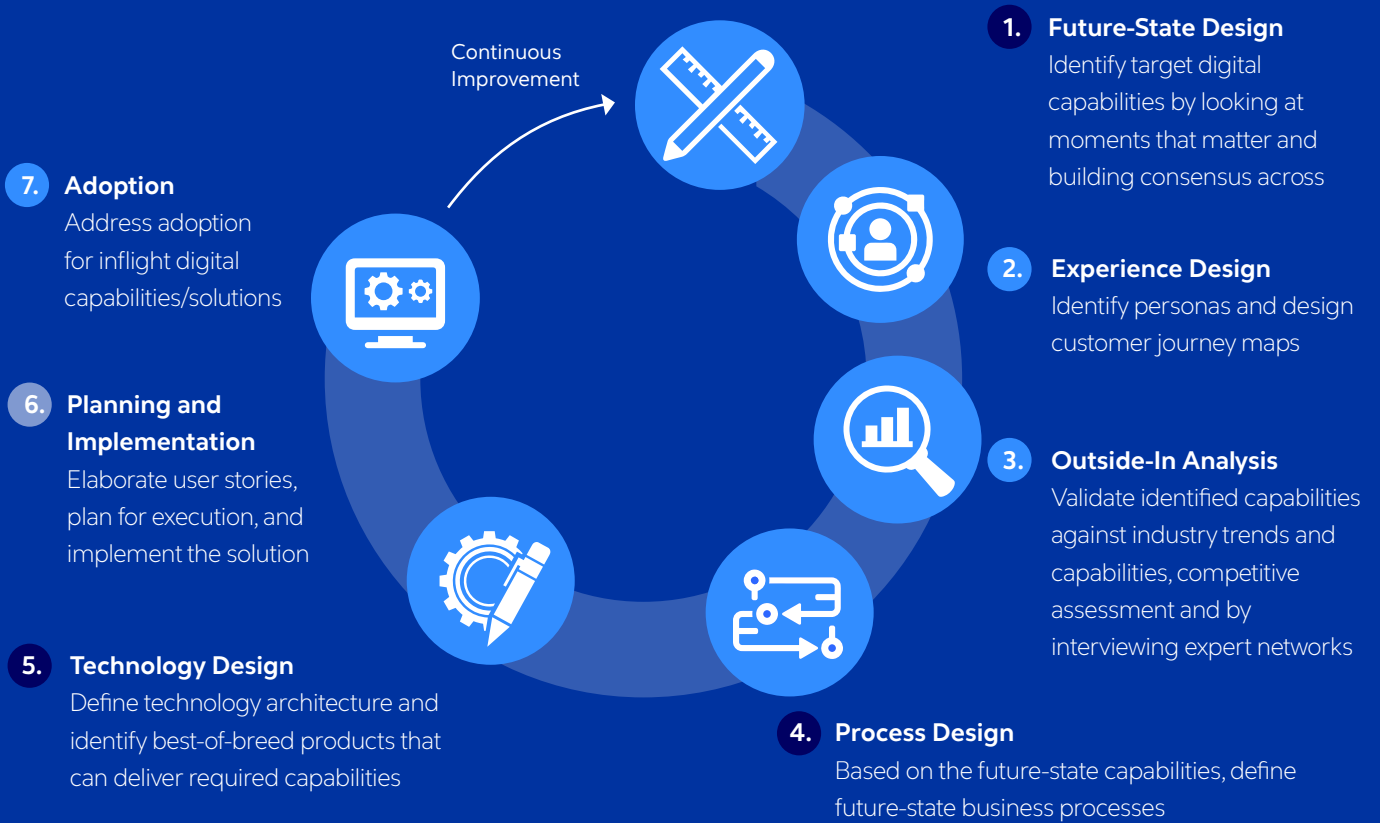 Continuous
Improvement
1. Future-State Design
Identify target digital
capabilities by looking at
moments that matter and
building consensus across
2. Experience Design
Identify personas and design
customer journey maps
3. Outside-In Analysis
Validate identified capabilities
against industry trends and
capabilities, competitive
assessment and by
interviewing expert networks
4. Process Design
Based on the future-state capabilities, define
future-state business processes
5. Technology Design
Define technology architecture and
identify best-of-breed products that
can deliver required capabilities
6. Planning and
Implementation
Elaborate user stories,
plan for execution, and
implement the solution
7. Adoption
Address adoption
for inflight digital
capabilities/solutions